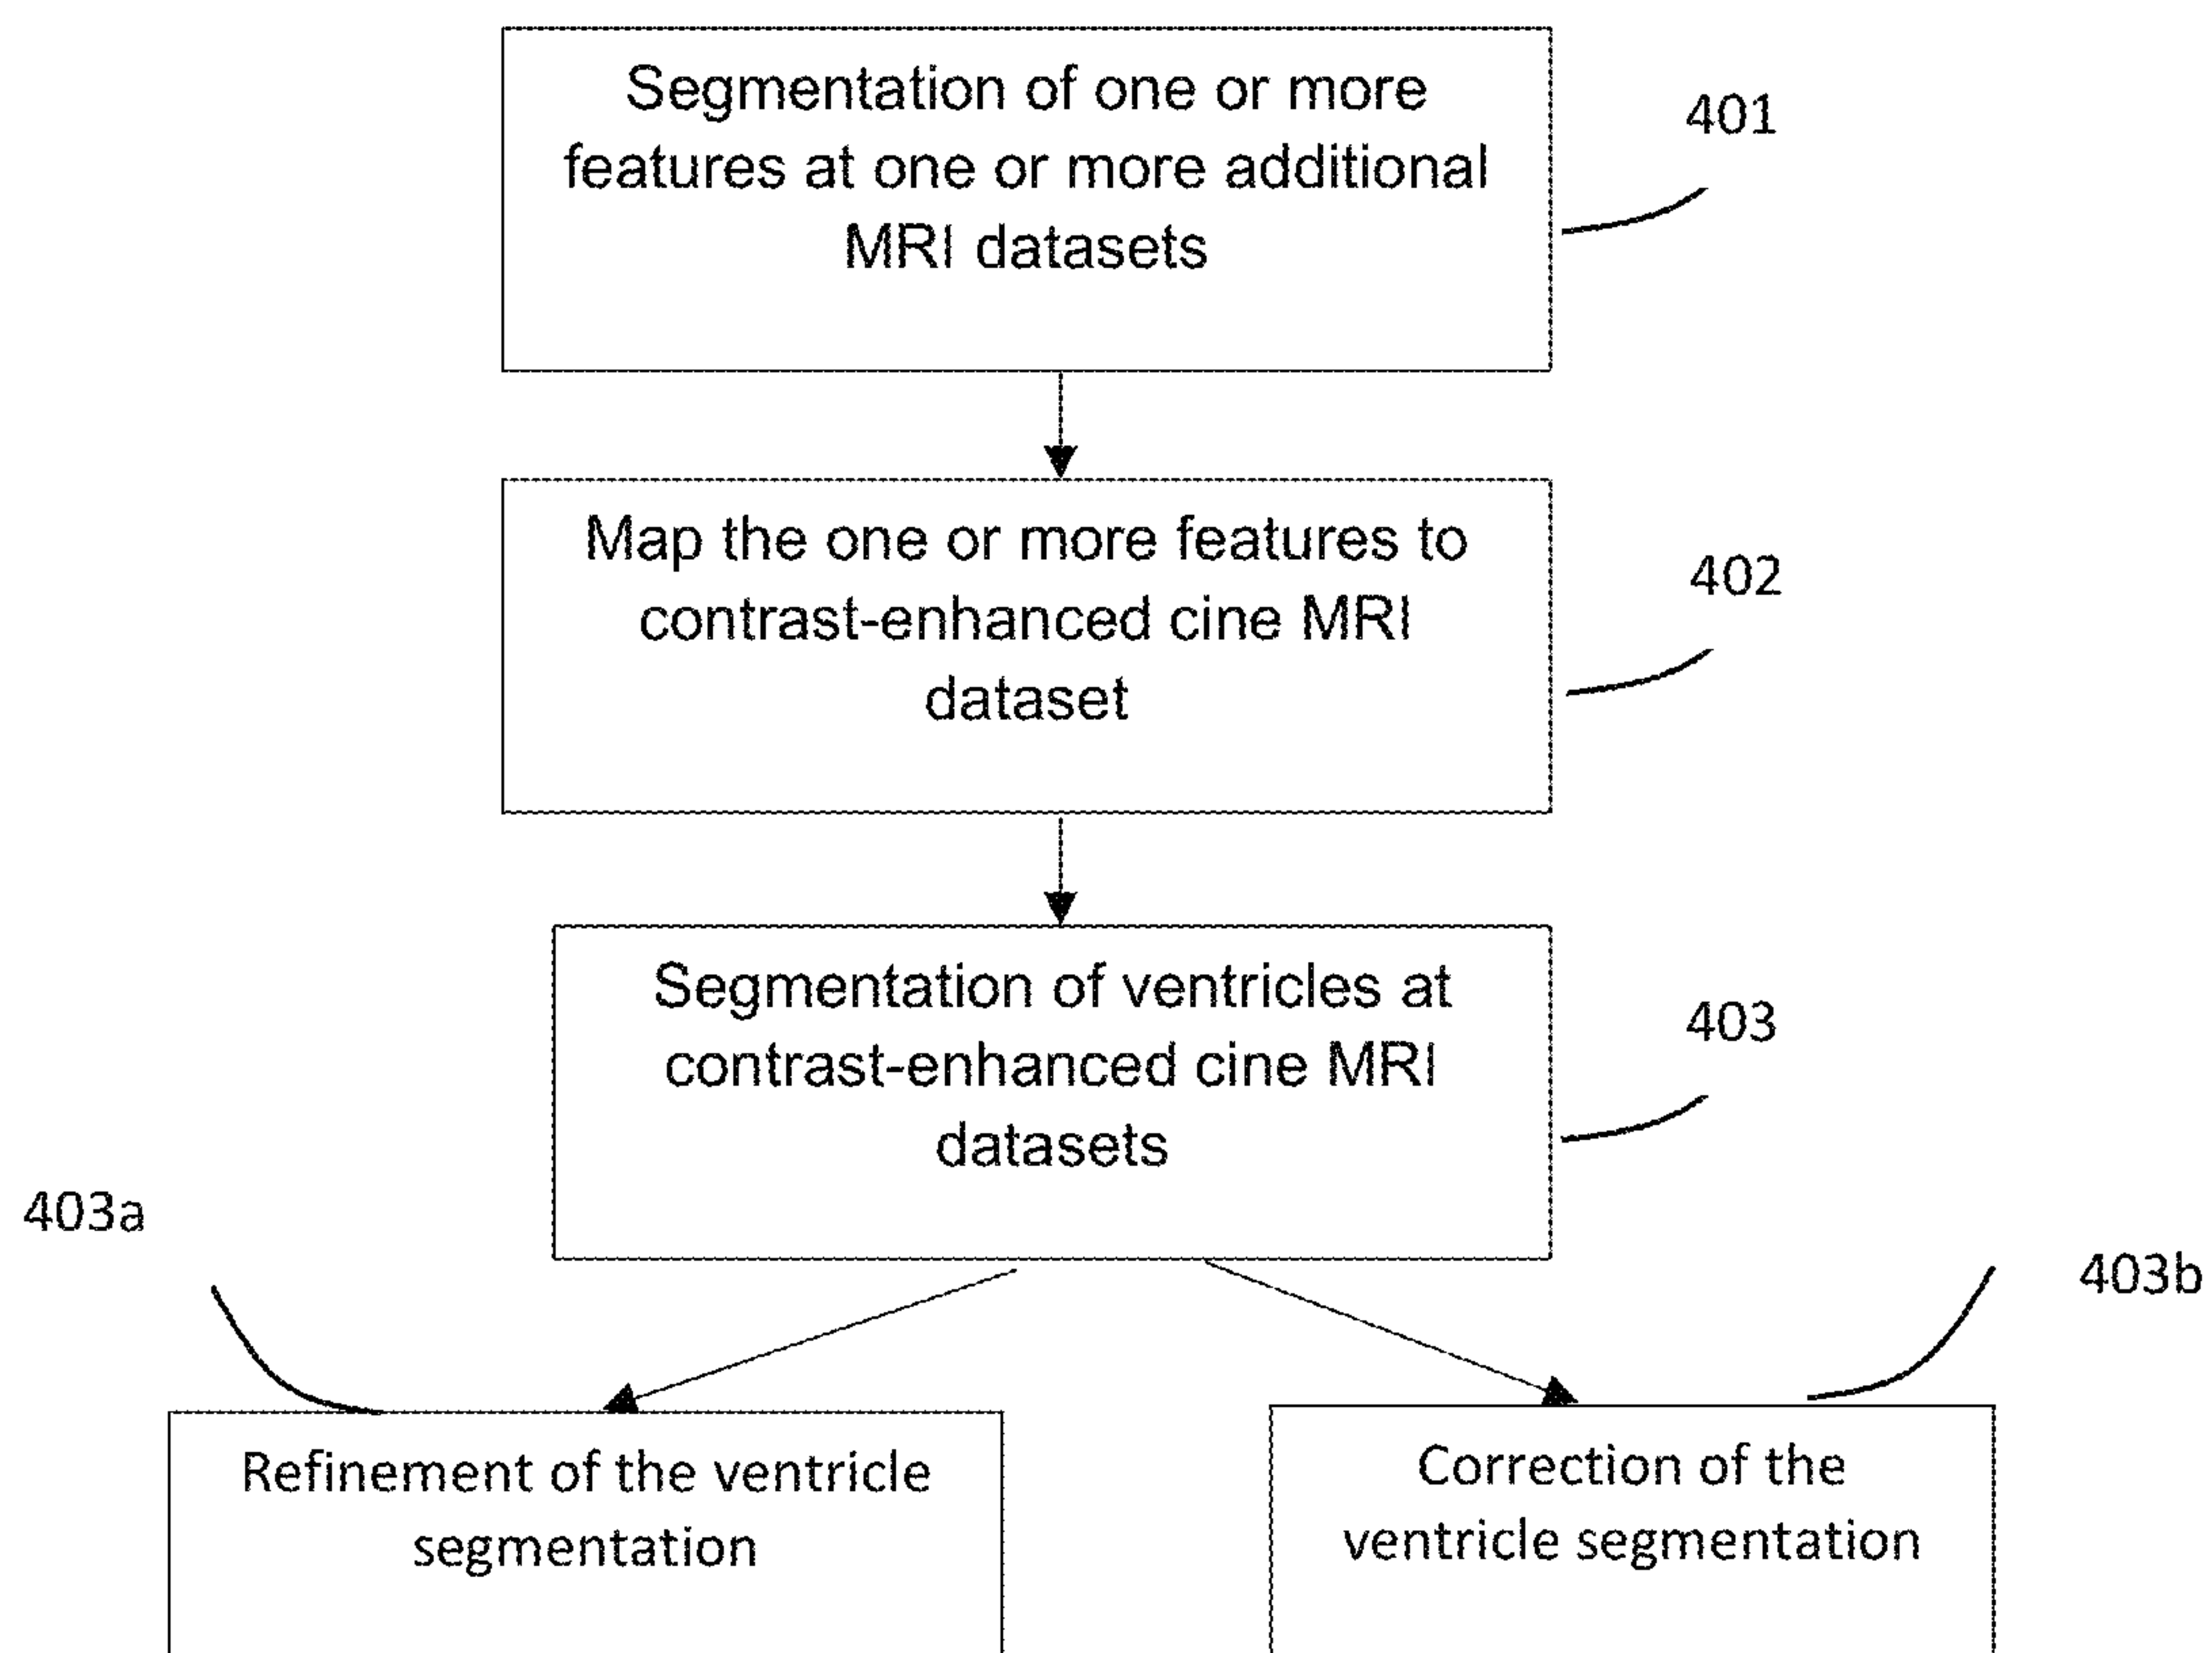 Segmentation of one or more
features at one or more additional
MRI datasets
401
Map the one or more features to
contrast-enhanced cine MRI
dataset
402
Segmentation of ventricles at
contrast-enhanced cine MRI
datasets
403
403a
403b
Refinement of the ventricle
segmentation
Correction of the
ventricle segmentation